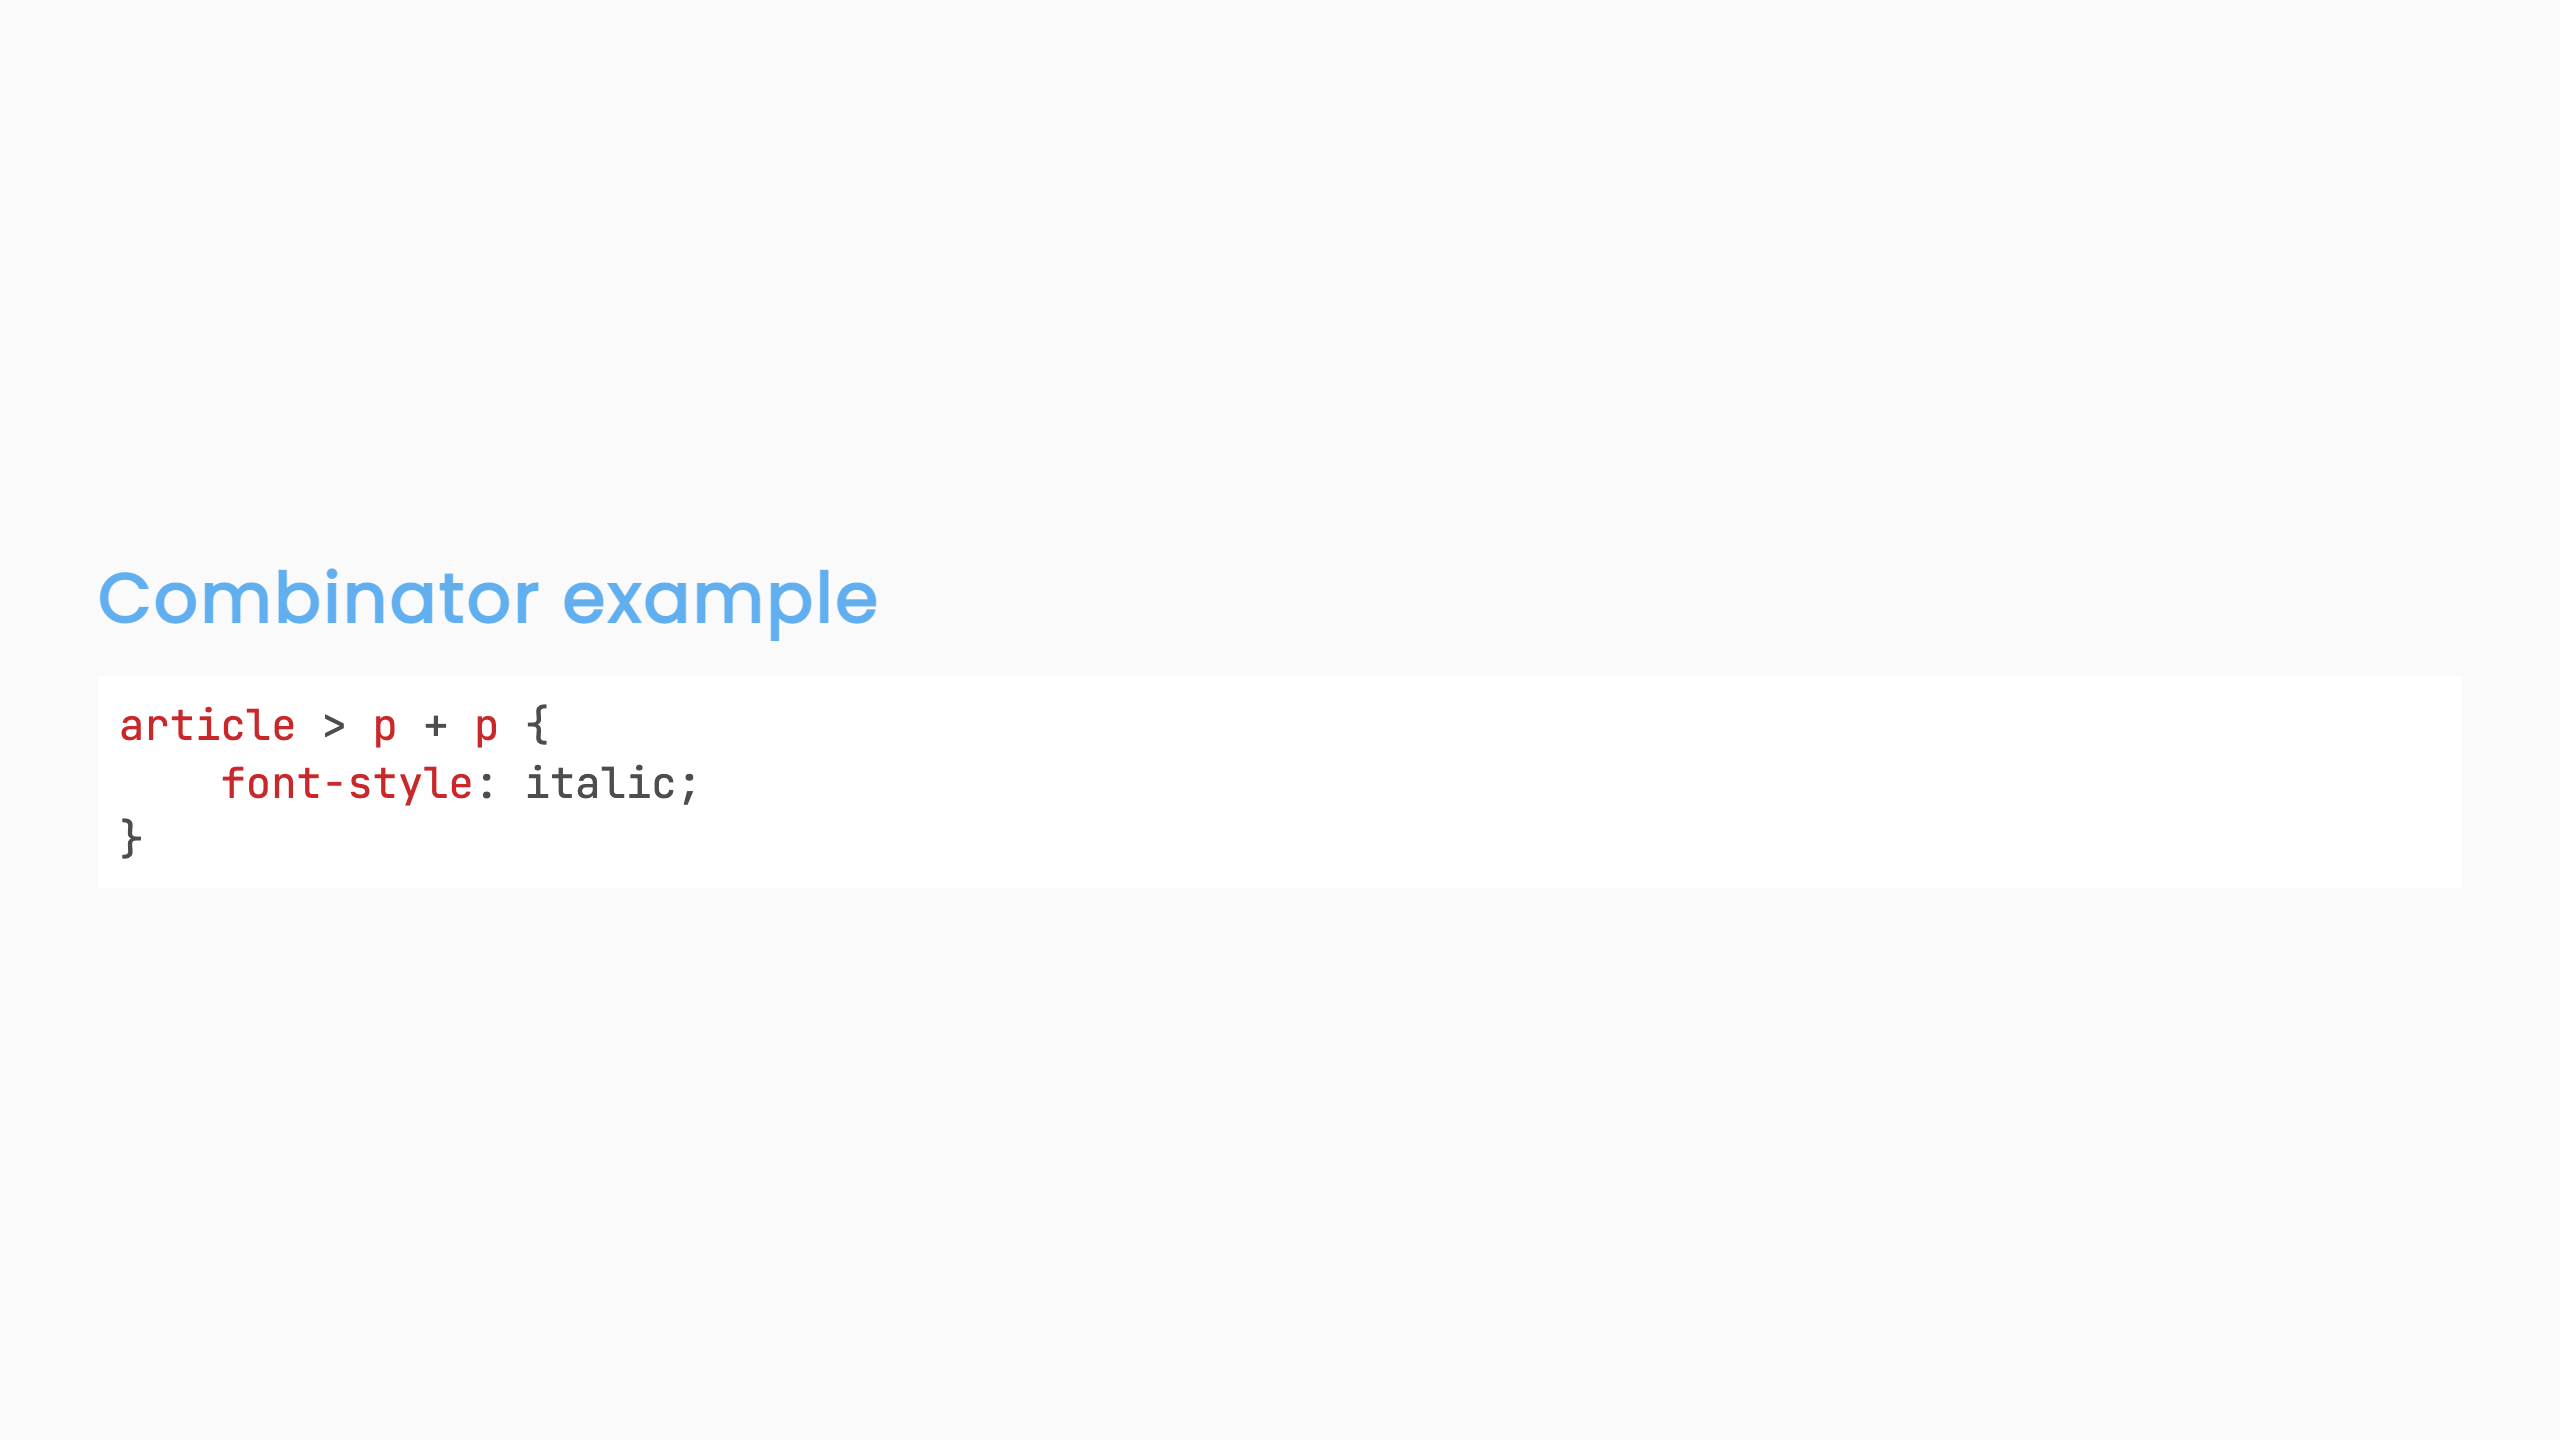 Combinator example
article > p + p {
    font-style: italic;
}